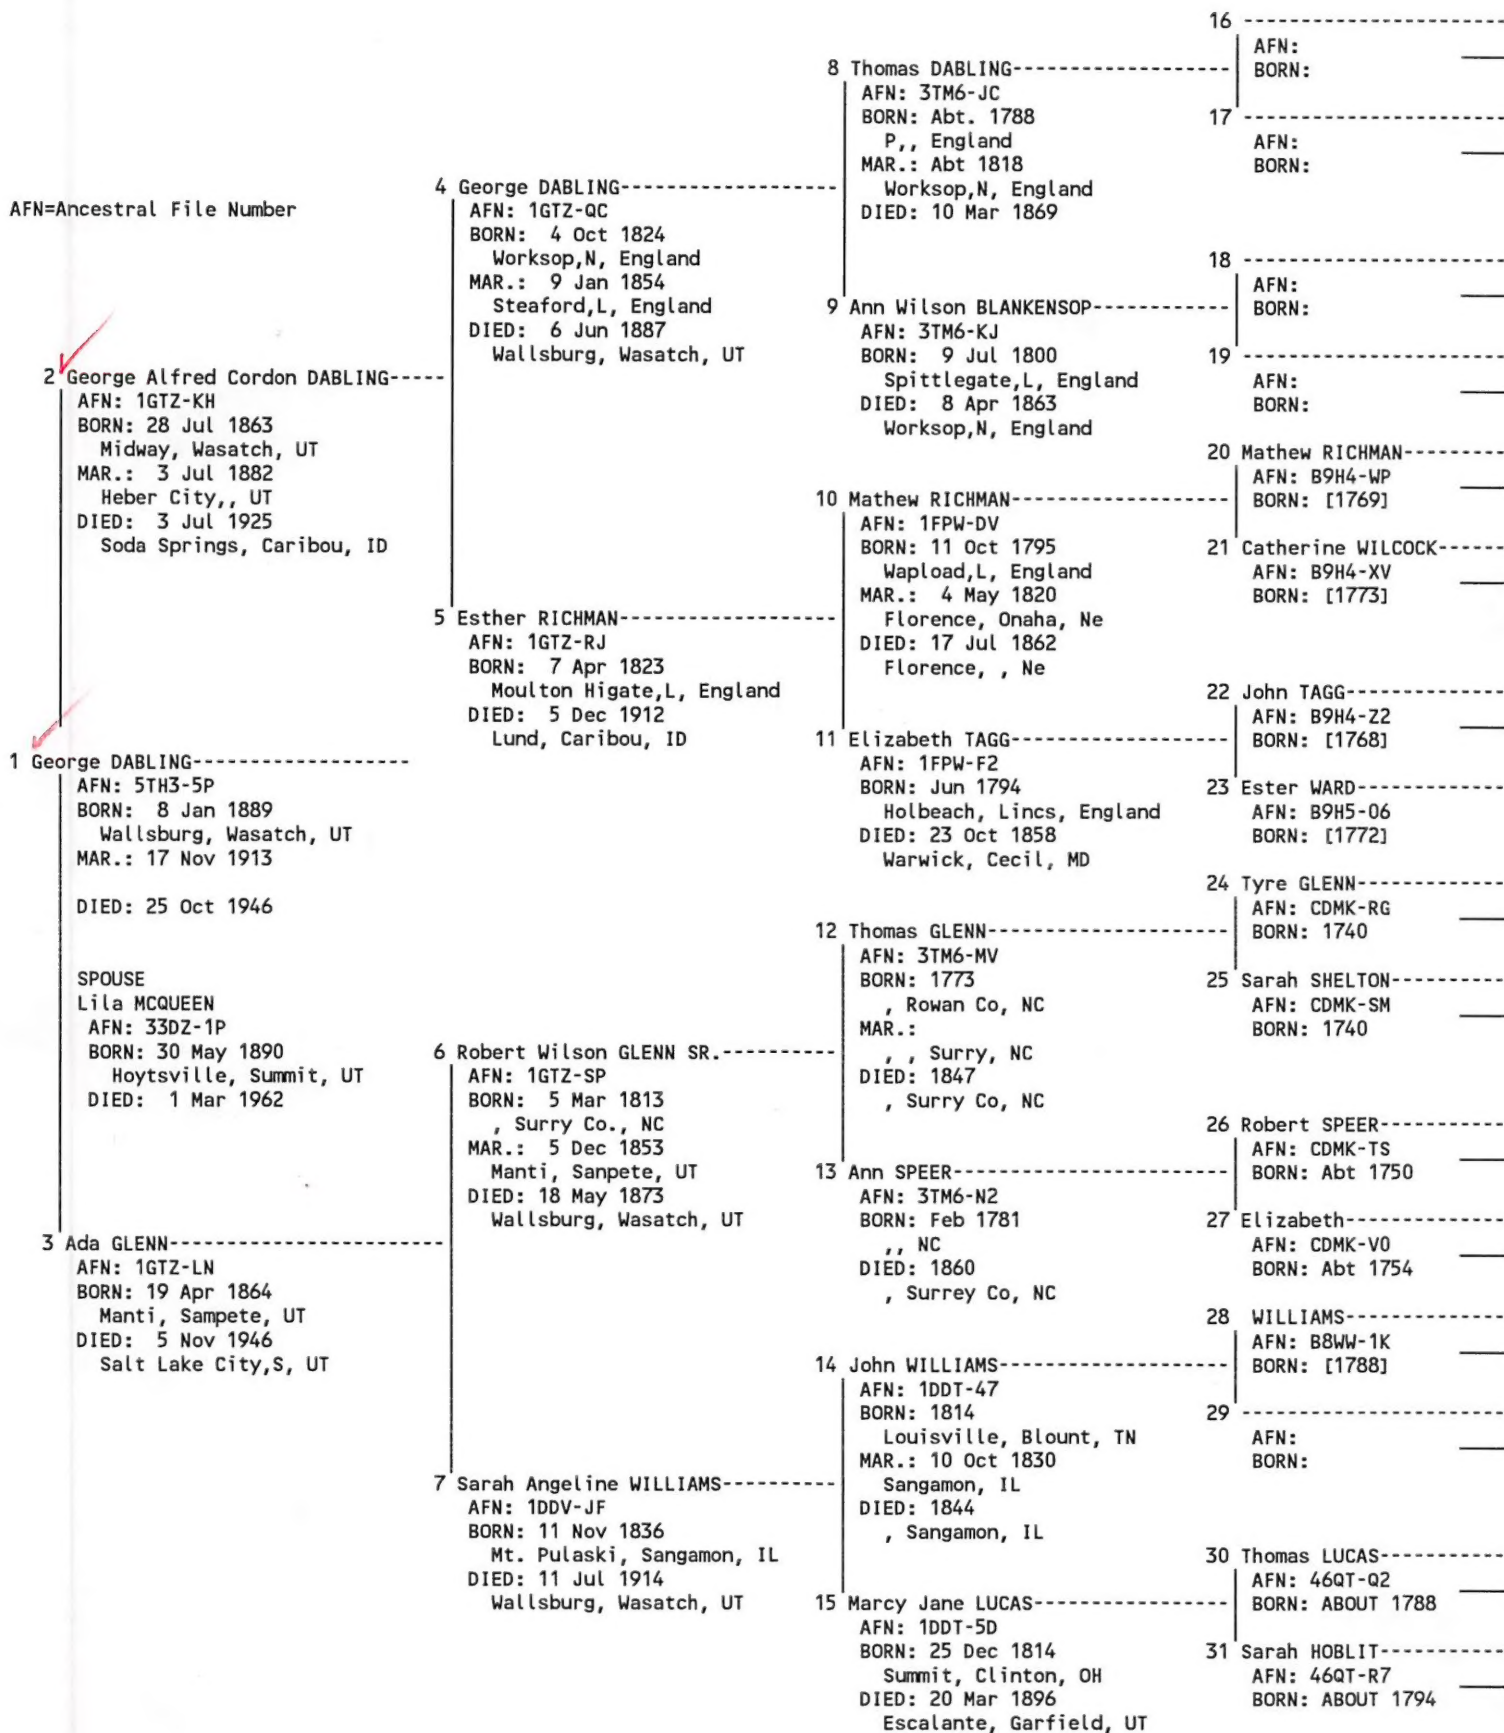 AFN=Ancestral File Number
1 George DABLING------------------
AFN: 5TH3-5P
BORN:  8 Jan 1889
Wallsburg, Wasatch, UT
MAR.: 17 Nov 1913
DIED: 25 Oct 1946
SPOUSE
Lila MCQUEEN
AFN: 33DZ-1P
BORN: 30 May 1890
Hoytsville, Summit, UT
DIED:  1 Mar 1962
2 George Alfred Cordon DABLING-----
AFN: 1GTZ-KH
BORN: 28 Jul 1863
Midway, Wasatch, UT
MAR.:  3 Jul 1882
Heber City,, UT
DIED:  3 Jul 1925
Soda Springs, Caribou, ID
3 Ada GLENN-----------------------
AFN: 1GTZ-LN
BORN: 19 Apr 1864
Manti, Sampete, UT
DIED:  5 Nov 1946
Salt Lake City,S, UT
4 George DABLING------------------
AFN: 1GTZ-QC
BORN:  4 Oct 1824
Worksop,N, England
MAR.:  9 Jan 1854
Steaford,L, England
DIED:  6 Jun 1887
Wallsburg, Wasatch, UT
5 Esther RICHMAN------------------
AFN: 1GTZ-RJ
BORN:  7 Apr 1823
Moulton Higate,L, England
DIED:  5 Dec 1912
Lund, Caribou, ID
6 Robert Wilson GLENN SR.----------
AFN: 1GTZ-SP
BORN:  5 Mar 1813
, Surry Co., NC
MAR.:  5 Dec 1853
Manti, Sanpete, UT
DIED: 18 May 1873
Wallsburg, Wasatch, UT
7 Sarah Angeline WILLIAMS----------
AFN: 1DDV-JF
BORN: 11 Nov 1836
Mt. Pulaski, Sangamon, IL
DIED: 11 Jul 1914
Wallsburg, Wasatch, UT
8 Thomas DABLING------------------
AFN: 3TM6-JC
BORN: Abt. 1788
P,, England
MAR.: Abt 1818
Worksop,N, England
DIED: 10 Mar 1869
9 Ann Wilson BLANKENSOP-----------
AFN: 3TM6-KJ
BORN:  9 Jul 1800
Spittlegate,L, England
DIED:  8 Apr 1863
Worksop,N, England
10 Mathew RICHMAN------------------
AFN: 1FPW-DV
BORN: 11 Oct 1795
Wapload,L, England
MAR.:  4 May 1820
Florence, Onaha, Ne
DIED: 17 Jul 1862
Florence, , Ne
11 Elizabeth TAGG------------------
AFN: 1FPW-F2
BORN: Jun 1794
Holbeach, Lincs, England
DIED: 23 Oct 1858
Warwick, Cecil, MD
12 Thomas GLENN--------------------
AFN: 3TM6-MV
BORN: 1773
, Rowan Co, NC
MAR.:
, , Surry, NC
DIED: 1847
, Surry Co, NC
13 Ann SPEER-----------------------
AFN: 3TM6-N2
BORN: Feb 1781
,, NC
DIED: 1860
, Surrey Co, NC
14 John WILLIAMS-------------------
AFN: 1DDT-47
BORN: 1814
Louisville, Blount, TN
MAR.: 10 Oct 1830
Sangamon, IL
DIED: 1844
, Sangamon, IL
15 Marcy Jane LUCAS----------------
AFN: 1DDT-5D
BORN: 25 Dec 1814
Summit, Clinton, OH
DIED: 20 Mar 1896
Escalante, Garfield, UT
16 ----------------------
AFN:
BORN:
17 ----------------------
AFN:
BORN:
18 ----------------------
AFN:
BORN:
19 ----------------------
AFN:
BORN:
20 Mathew RICHMAN---------
AFN: B9H4-WP
BORN: [1769]
21 Catherine WILCOCK------
AFN: B9H4-XV
BORN: [1773]
22 John TAGG--------------
AFN: B9H4-Z2
BORN: [1768]
23 Ester WARD-------------
AFN: B9H5-06
BORN: [1772]
24 Tyre GLENN-------------
AFN: CDMK-RG
BORN: 1740
25 Sarah SHELTON----------
AFN: CDMK-SM
BORN: 1740
26 Robert SPEER-----------
AFN: CDMK-TS
BORN: Abt 1750
27 Elizabeth--------------
AFN: CDMK-V0
BORN: Abt 1754
28  WILLIAMS--------------
AFN: B8WW-1K
BORN: [1788]
29 ----------------------
AFN:
BORN:
30 Thomas LUCAS-----------
AFN: 46QT-Q2
BORN: ABOUT 1788
31 Sarah HOBLIT-----------
AFN: 46QT-R7
BORN: ABOUT 1794